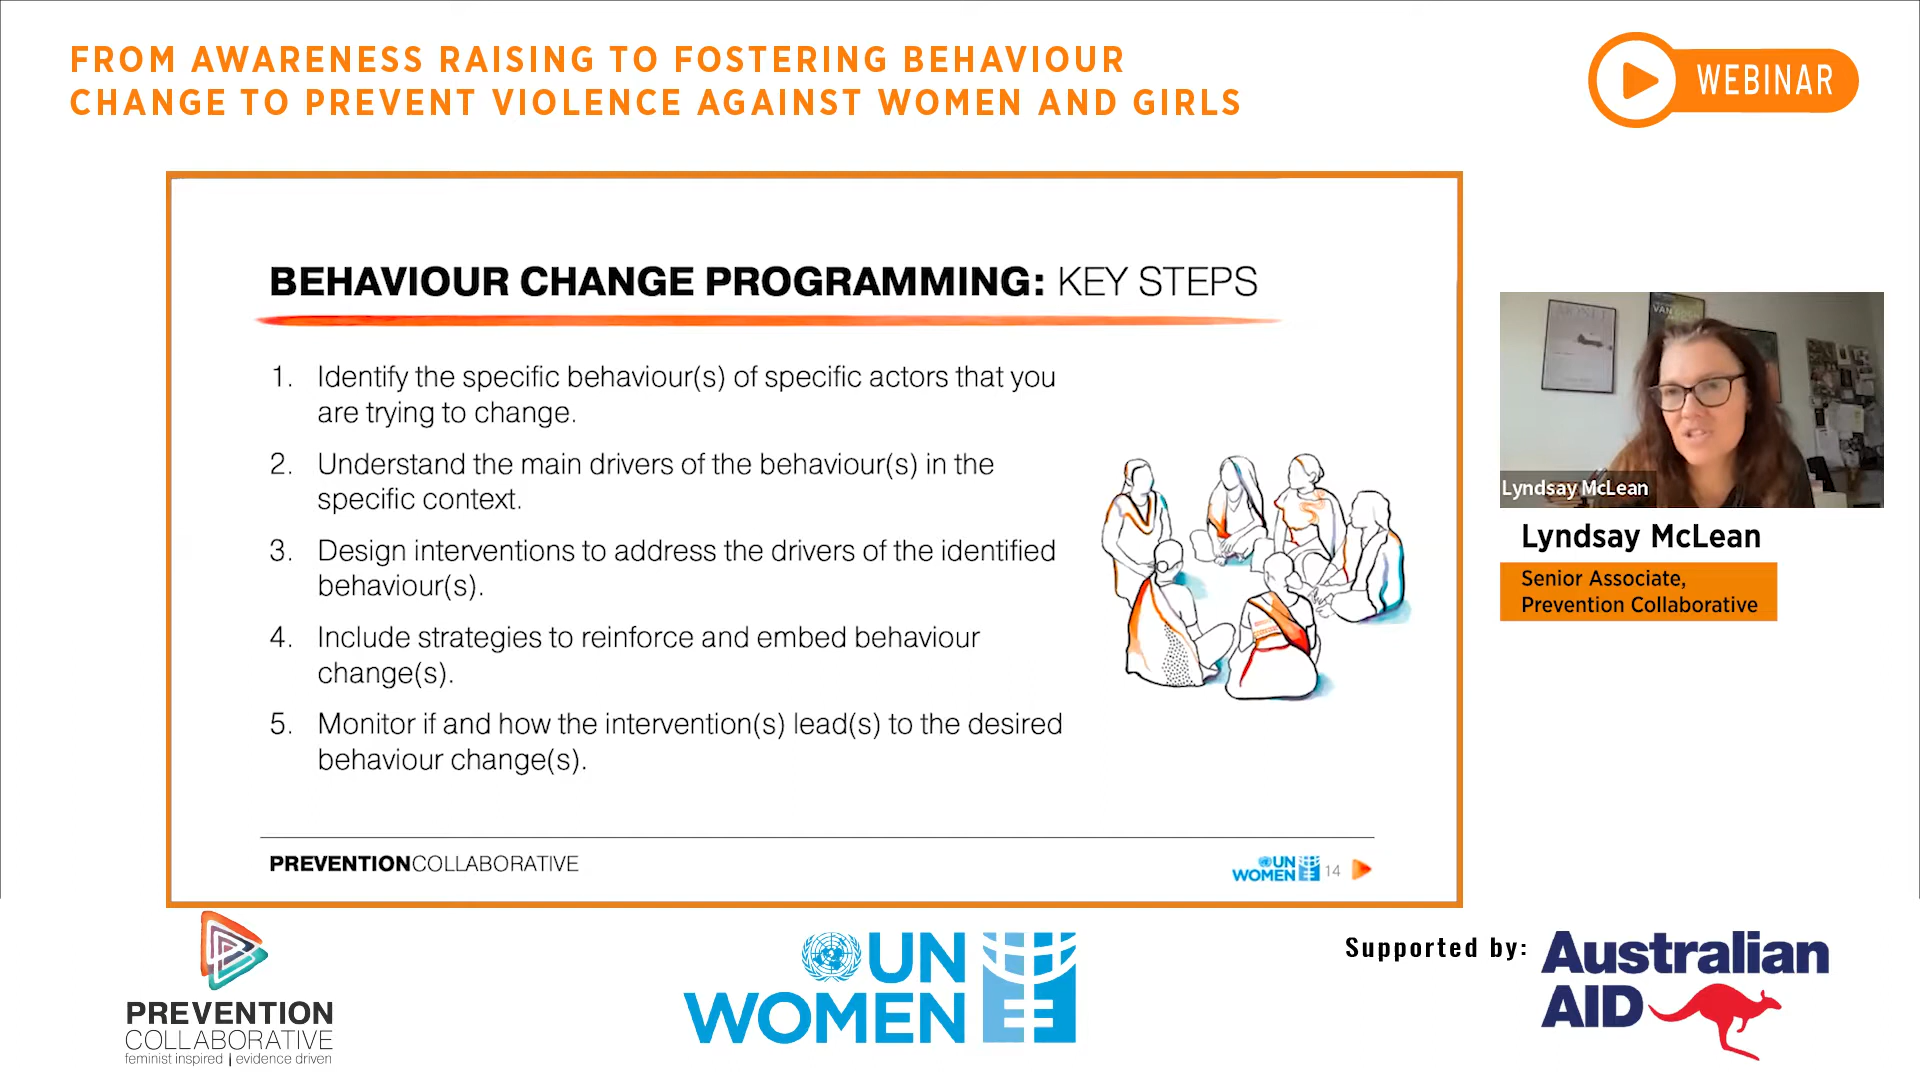 FROM AWARENESS RAISING TO FOSTERING BEHAVIOUR
CHANGE TO PREVENT VIOLENCE AGAINST WOMEN AND GIRLS
WEBINAR
BEHAVIOUR CHANGE PROGRAMMING: KEY STEPS
1. Identify the specific behaviour(s) of specific actors that you
are trying to change.
2. Understand the main drivers of the behaviour(s) in the
specific context.
3. Design interventions to address the drivers of the identified
behaviour(s).
4. Include strategies to reinforce and embed behaviour
change(s).
5. Monitor if and how the intervention(s) lead(s) to the desired
behaviour change(s).
PREVENTIONCOLLABORATIVE
UN
WOMEN
14
MONET
VAN GOGH
Lyndsay McLean
Lyndsay McLean
Senior Associate,
Prevention Collaborative
PREVENTION
COLLABORATIVE
feminist inspired | evidence driven
UN
WOMEN
Supported by:
Australian
AID